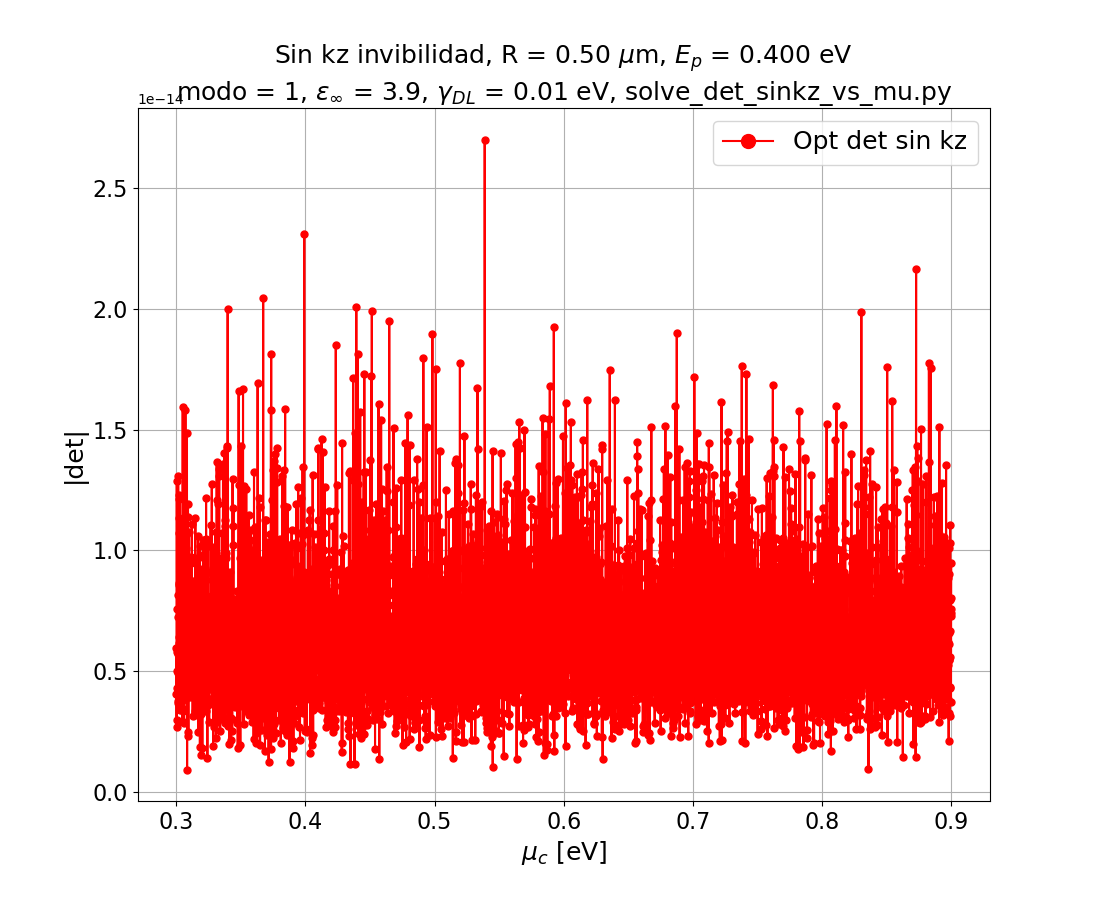 Sin kz invibilidad, R = 0.50 μm, E_p = 0.400 eV
modo = 1, ε_∞ = 3.9, γ_DL = 0.01 eV, solve_det_sinkz_vs_mu.py
1e−14
Opt det sin kz
2.5
2.0
1.5
1.0
0.5
0.0
|det|
0.3 0.4 0.5 0.6 0.7 0.8 0.9
μ_c [eV]